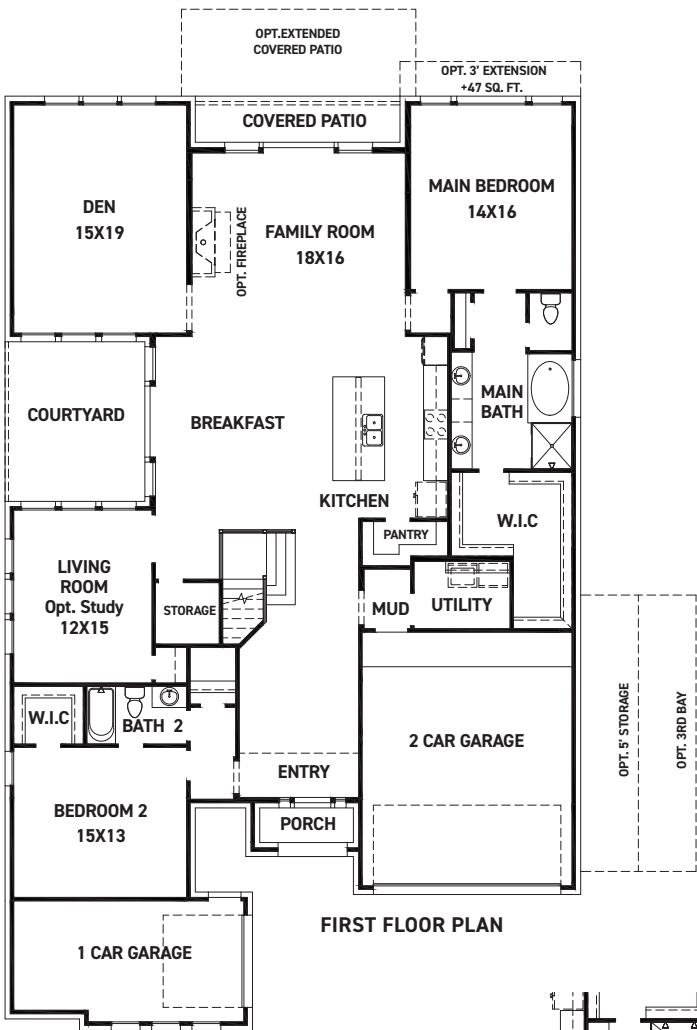 OPT.EXTENDED
COVERED PATIO
OPT. 3' EXTENSION
+47 SQ. FT.
COVERED PATIO
MAIN BEDROOM
14X16
DEN
15X19
OPT. FIREPLACE
FAMILY ROOM
18X16
COURTYARD
BREAKFAST
MAIN
BATH
KITCHEN
W.I.C
PANTRY
LIVING
ROOM
Opt. Study
12X15
STORAGE
MUD
UTILITY
W.I.C
BATH 2
2 CAR GARAGE
OPT. 5' STORAGE
OPT. 3RD BAY
ENTRY
BEDROOM 2
15X13
PORCH
FIRST FLOOR PLAN
1 CAR GARAGE